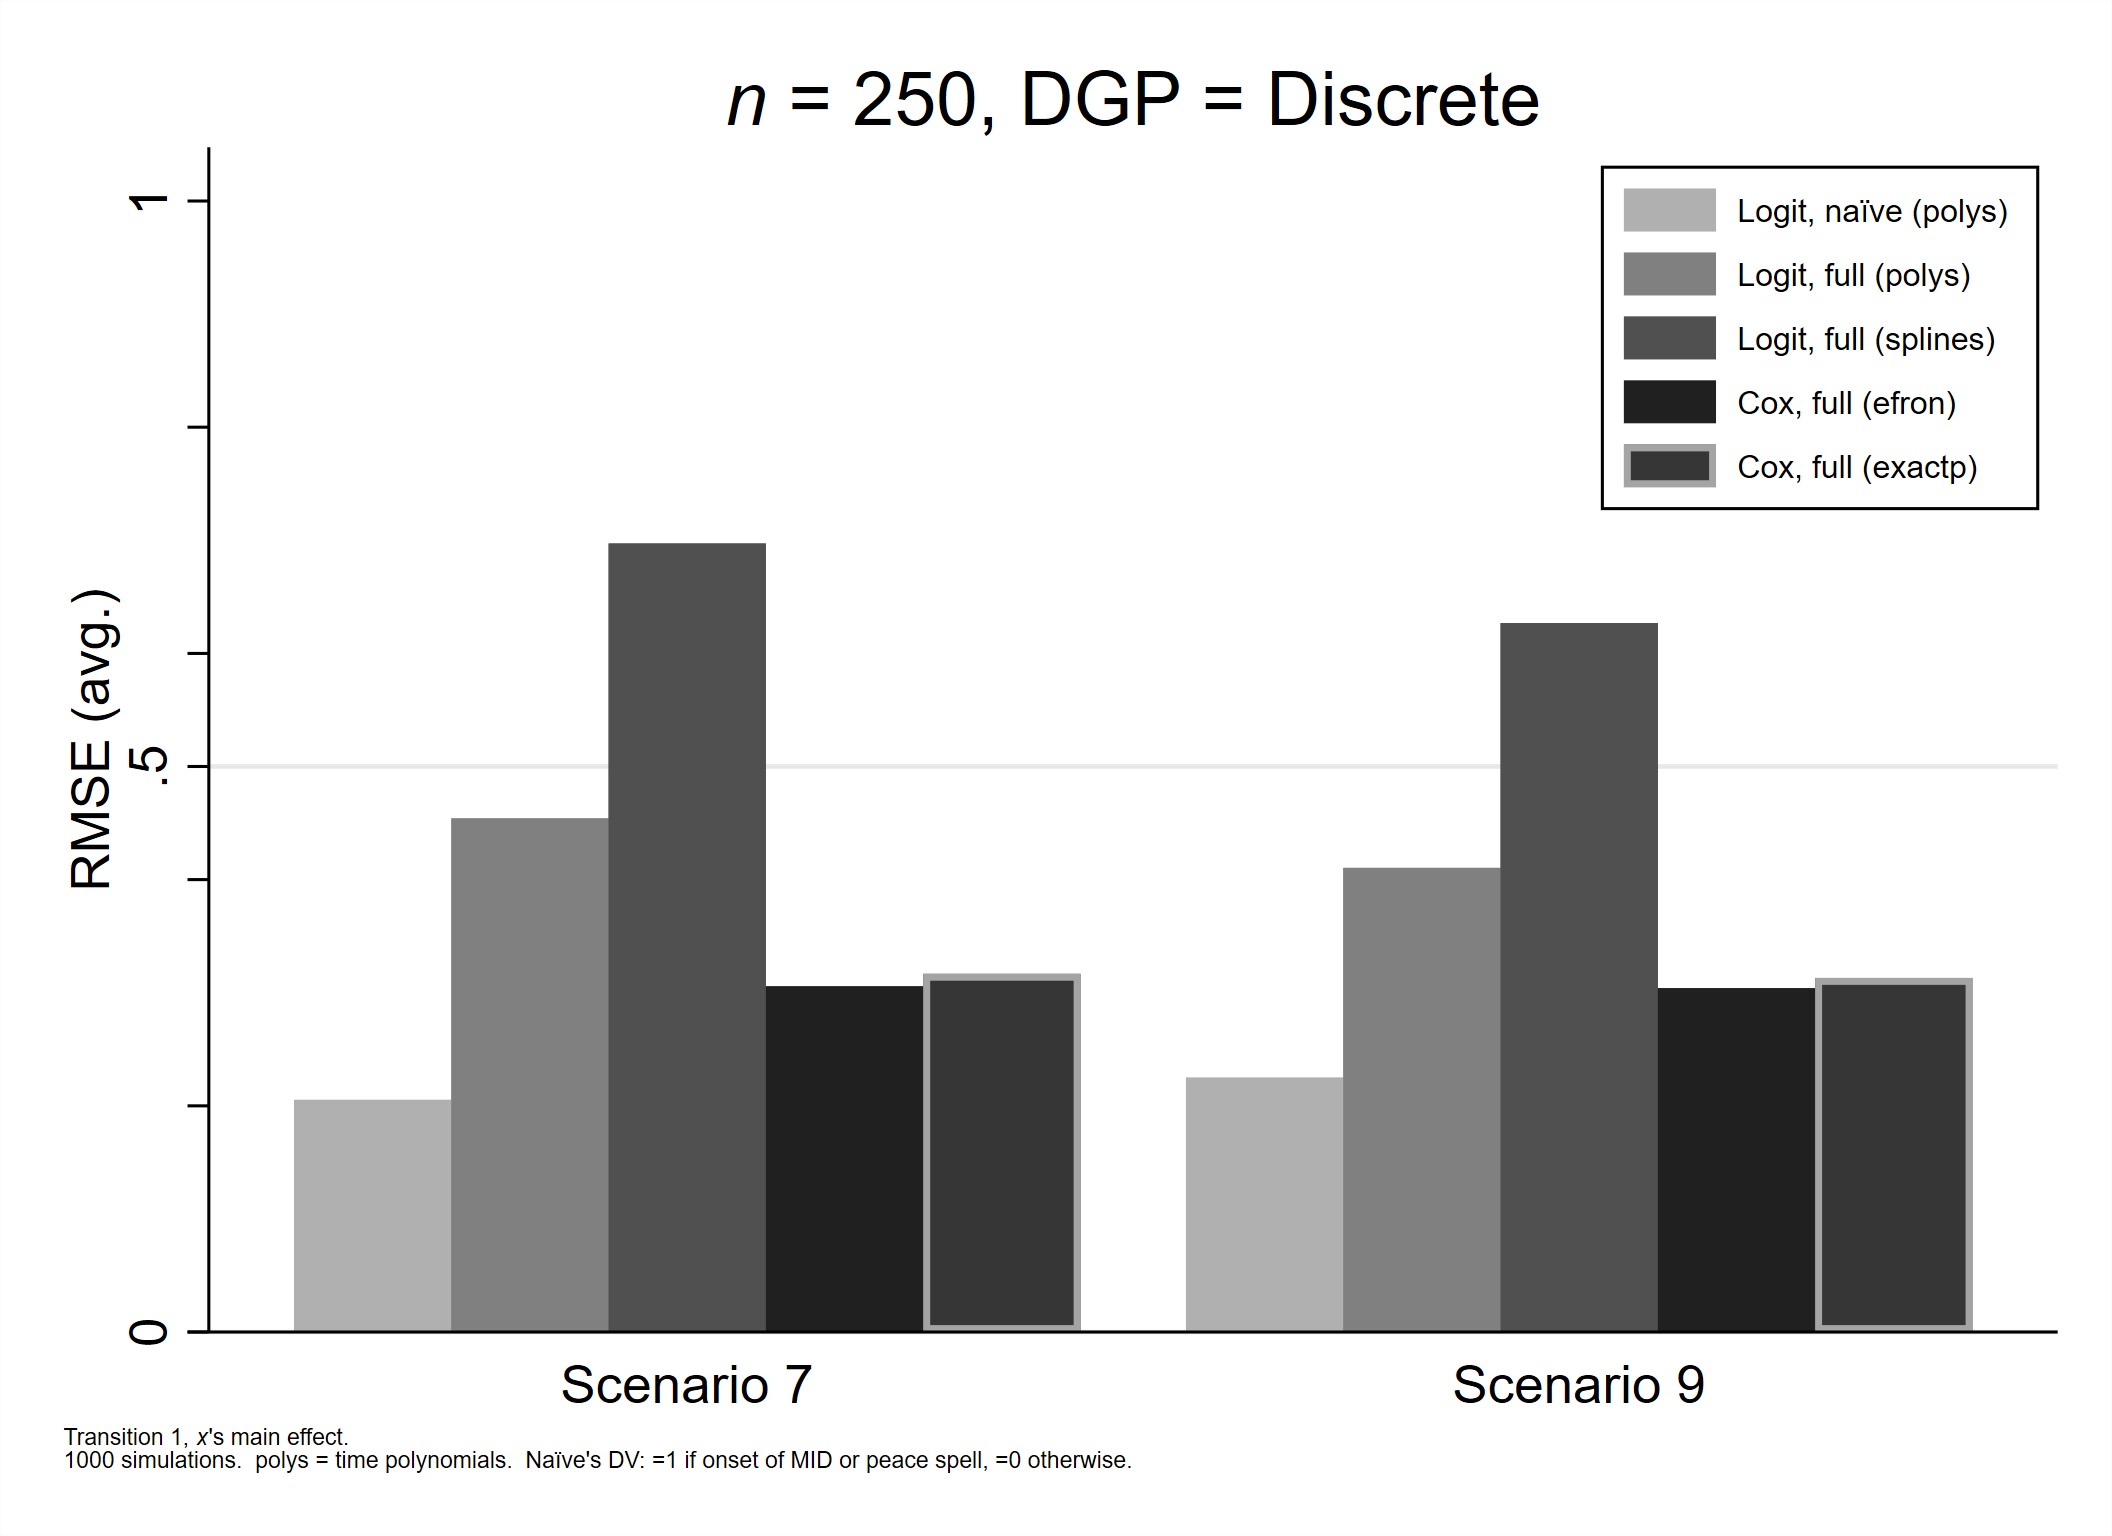 n = 250, DGP = Discrete
Logit, naïve (polys)
Logit, full (polys)
Logit, full (splines)
Cox, full (efron)
Cox, full (exactp)
RMSE (avg.)
1
.5
0
Scenario 7
Scenario 9
Transition 1, x's main effect.
1000 simulations.  polys = time polynomials.  Naïve's DV: =1 if onset of MID or peace spell, =0 otherwise.